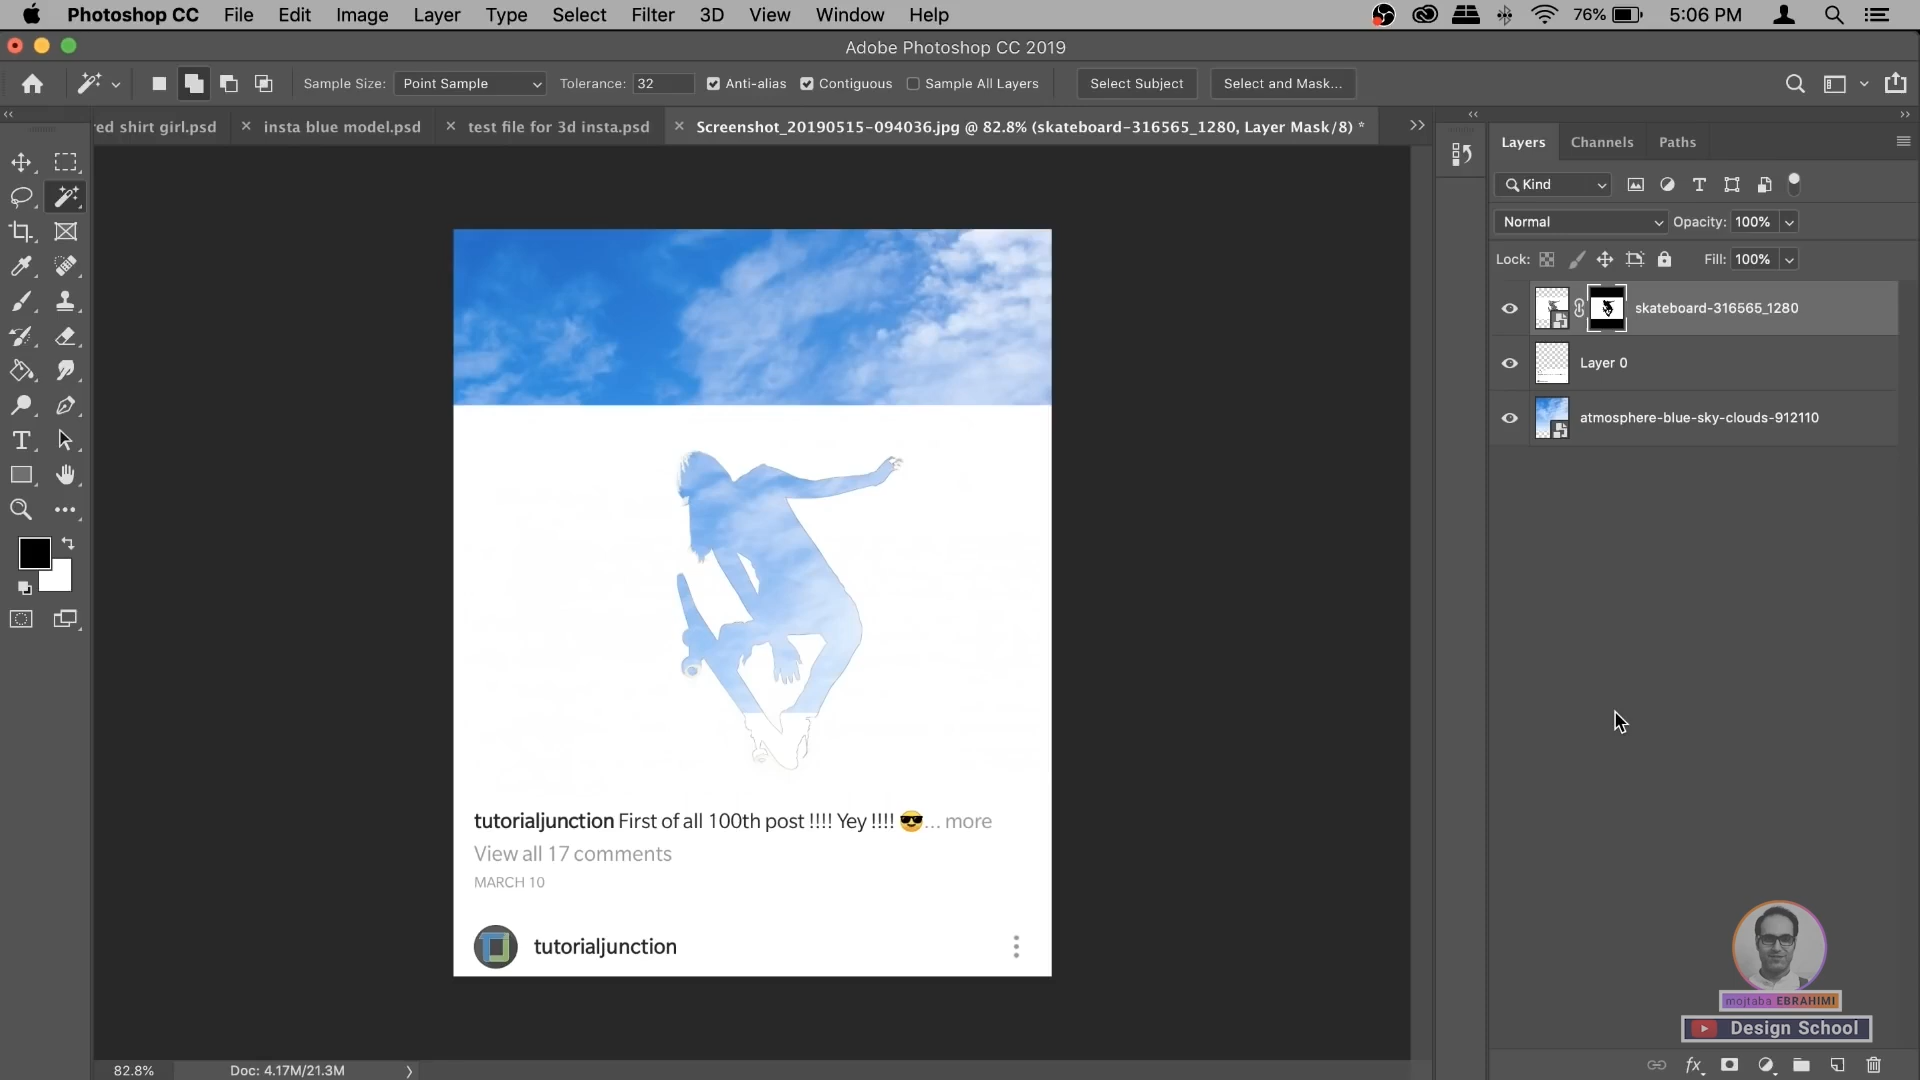 Photoshop CC File Edit Image Layer Type Select Filter 3D View Window Help 76% 5:06 PM
Adobe Photoshop CC 2019
Sample Size: Point Sample Tolerance: 32 Anti-alias Contiguous Sample All Layers Select Subject Select and Mask...
red shirt girl.psd insta blue model.psd test file for 3d insta.psd Screenshot_20190515-094036.jpg @ 82.8% (skateboard-316565_1280, Layer Mask/8) *
Layers Channels Paths
Kind
Normal Opacity: 100%
Lock: Fill: 100%
skateboard-316565_1280
Layer 0
atmosphere-blue-sky-clouds-912110
tutorialjunction First of all 100th post !!!! Yey !!!! 😎... more
View all 17 comments
MARCH 10
tutorialjunction
mojtaba EBRAHIMI
Design School
82.8% Doc: 4.17M/21.3M